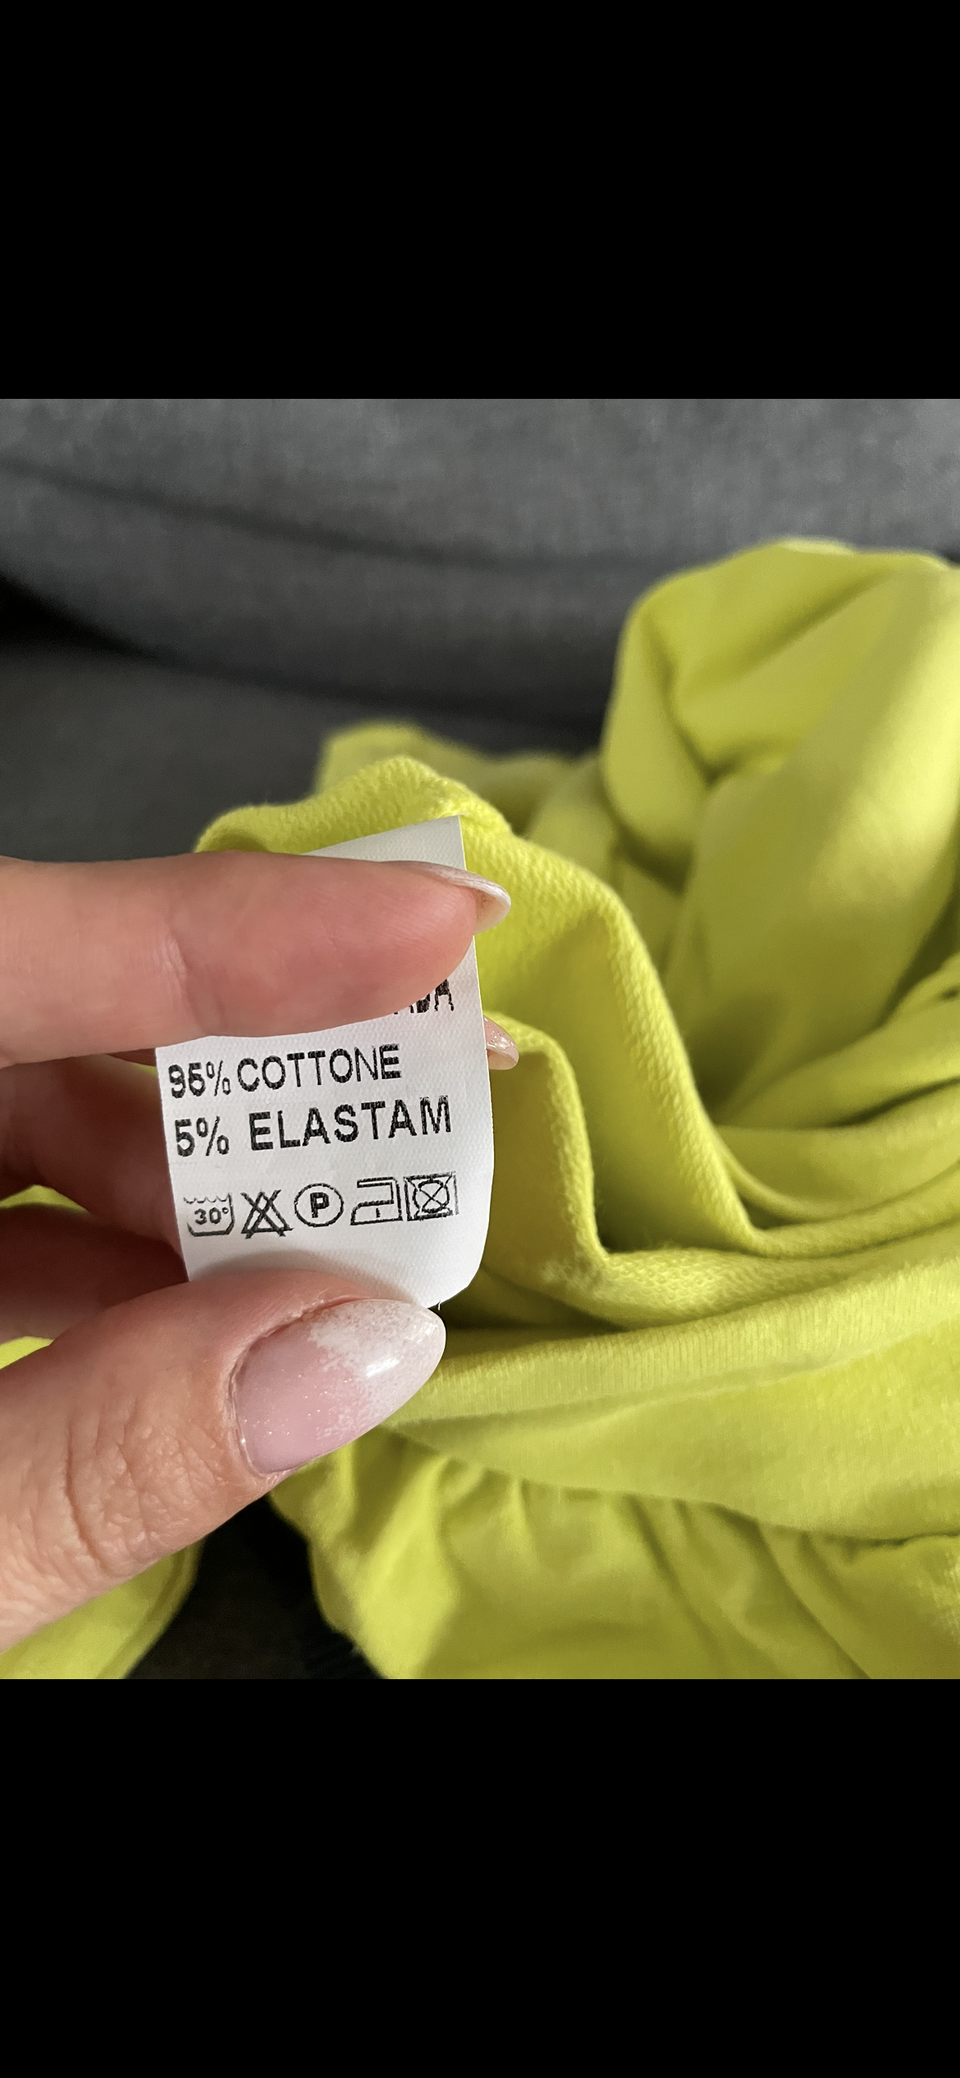 95% COTTONE
5% ELASTAM
30° P